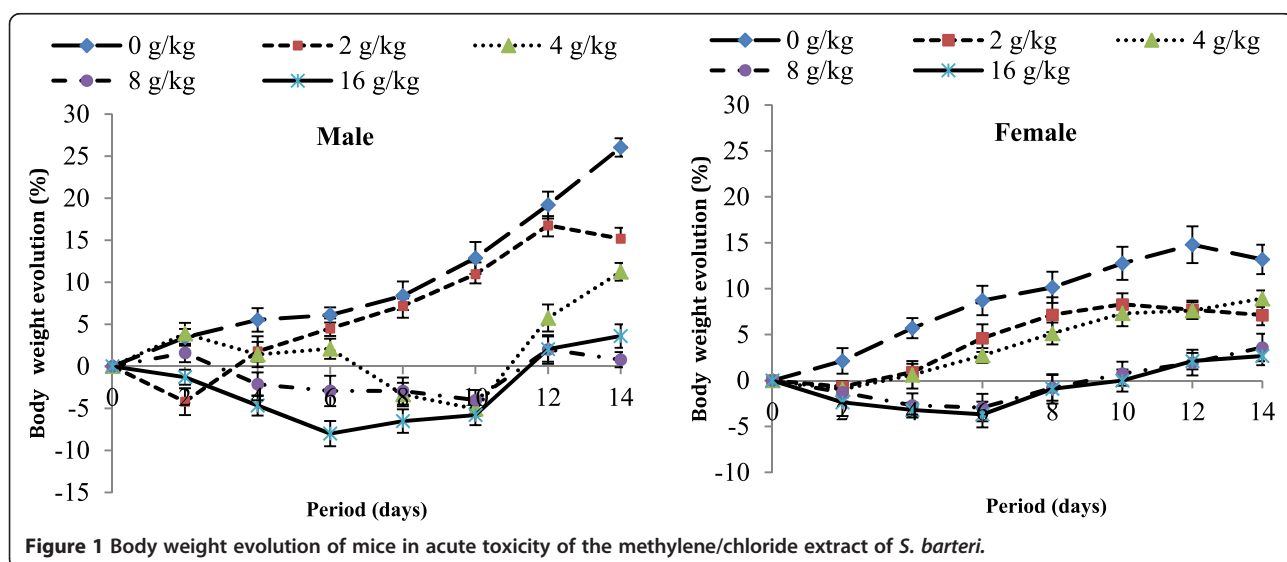 0 g/kg 2 g/kg 4 g/kg
8 g/kg 16 g/kg
Male
Body weight evolution (%)
30
25
20
15
10
5
0
-5
-10
-15
0 6 8 10 12 14
Period (days)
0 g/kg 2 g/kg 4 g/kg
8 g/kg 16 g/kg
Female
Body weight evolution (%)
30
25
20
15
10
5
0
-5
-10
0 2 8 10 12 14
Period (days)
Figure 1 Body weight evolution of mice in acute toxicity of the methylene/chloride extract of S. barteri.